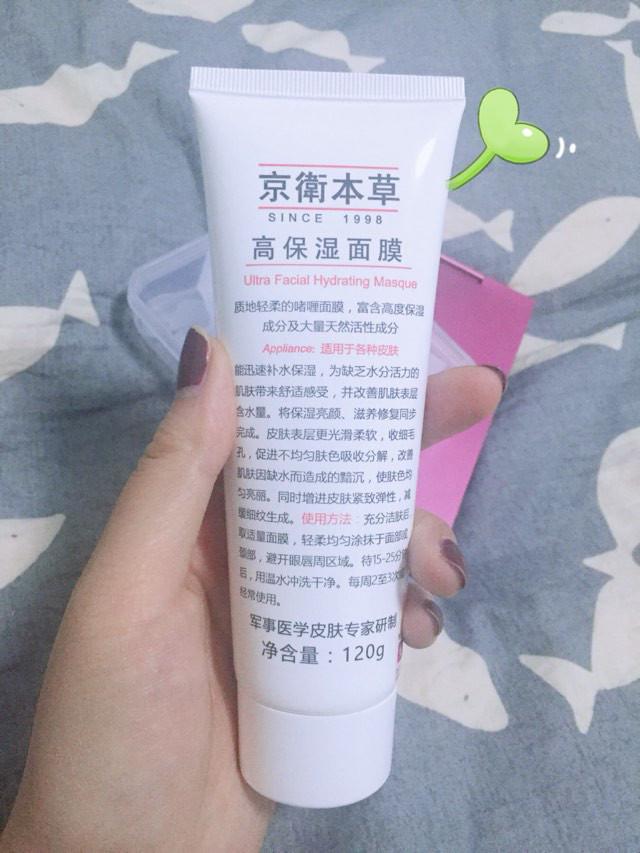 京衛本草
SINCE 1998
高保湿面膜
Ultra Facial Hydrating Masque
质地轻柔的啫喱面膜，富含高度保湿
成分及大量天然活性成分
Appliance: 适用于各种皮肤
能迅速补水保湿，为缺乏水分活力的
肌肤带来舒适感受，并改善肌肤表层
含水量。将保湿亮颜、滋养修复同步
完成。皮肤表层更光滑柔软，收细毛
孔，促进不均匀肤色吸收分解，改善
肌肤因缺水而造成的黯沉，使肤色均
匀亮丽。同时增进皮肤紧致弹性，减
缓细纹生成。使用方法：充分洁肤后
取适量面膜，轻柔均匀涂抹于面部或
颈部，避开眼唇周区域。待15-25分
后，用温水冲洗干净。每周2至3次
经常使用。
军事医学皮肤专家研制
净含量：120g